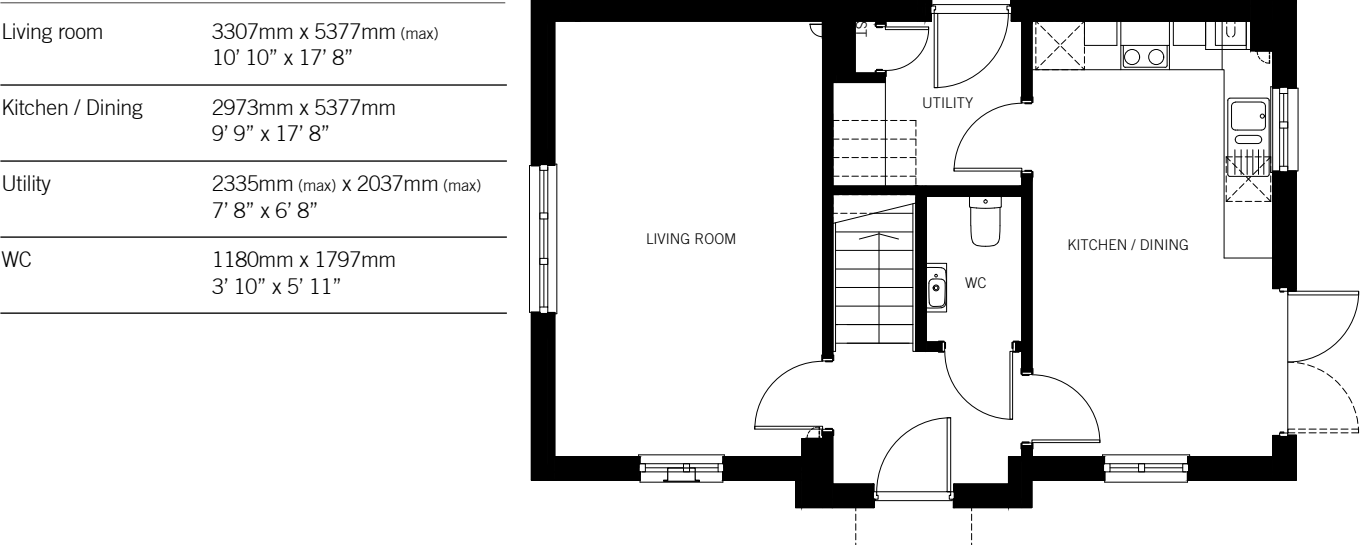 Living room 3307mm x 5377mm (max)
10’ 10” x 17’ 8”
Kitchen / Dining 2973mm x 5377mm
9’ 9” x 17’ 8”
Utility 2335mm (max) x 2037mm (max)
7’ 8” x 6’ 8”
WC 1180mm x 1797mm
3’ 10” x 5’ 11”
ST
UTILITY
LIVING ROOM
KITCHEN / DINING
WC